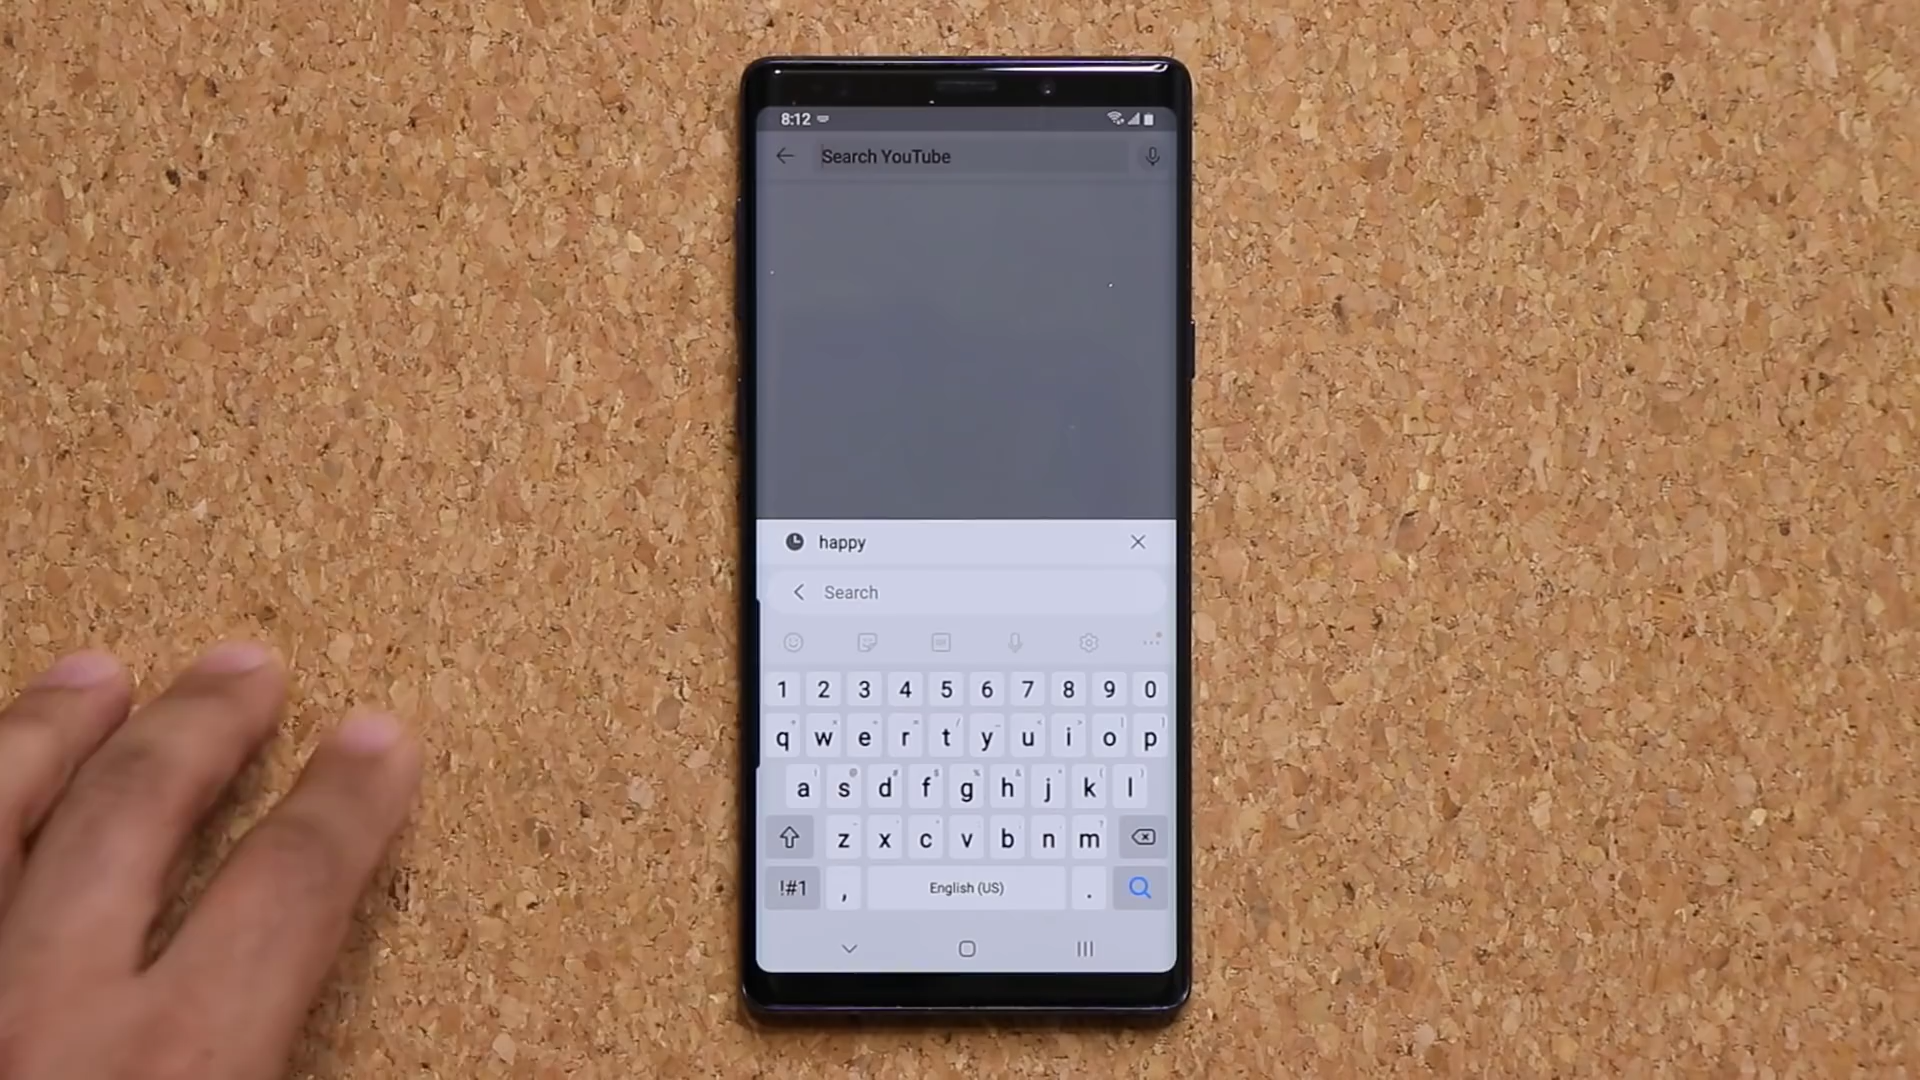 8:12
Search YouTube
happy
Search
1 2 3 4 5 6 7 8 9 0
q w e r t y u i o p
a s d f g h j k l
z x c v b n m
!#1 , English (US) .